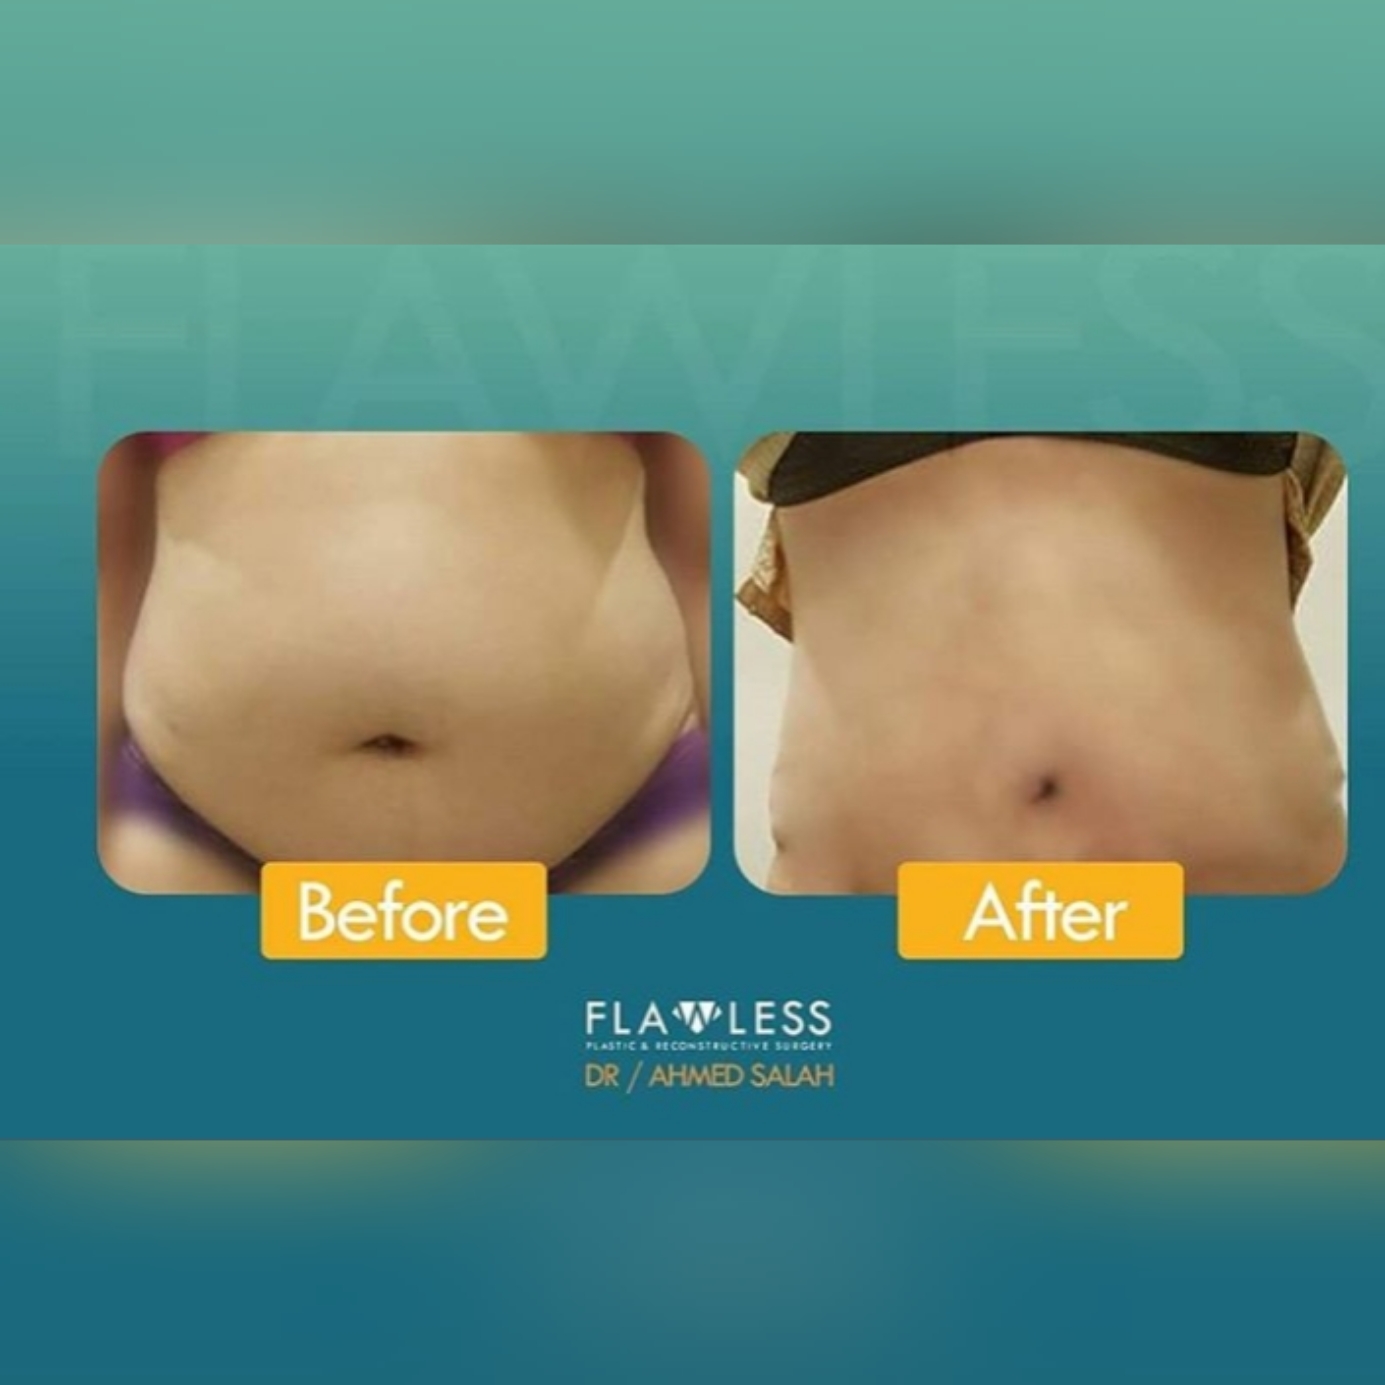 FLAWLESS
Before
After
FLAWLESS
PLASTIC & RECONSTRUCTIVE SURGERY
DR / AHMED SALAH